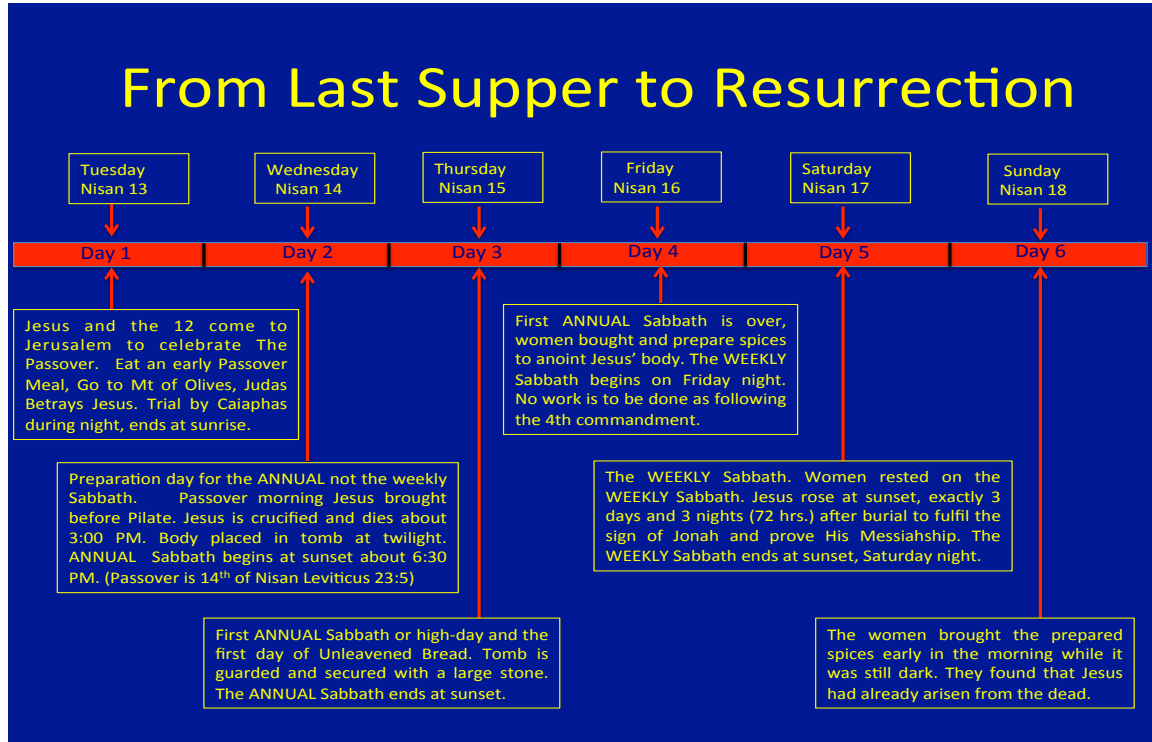 From Last Supper to Resurrection
Tuesday
Nisan 13
Wednesday
Nisan 14
Thursday
Nisan 15
Friday
Nisan 16
Saturday
Nisan 17
Sunday
Nisan 18
Day 1
Day 2
Day 3
Day 4
Day 5
Day 6
Jesus and the 12 come to
Jerusalem to celebrate The
Passover. Eat an early Passover
Meal, Go to Mt of Olives, Judas
Betrays Jesus. Trial by Caiaphas
during night, ends at sunrise.
Preparation day for the ANNUAL not the weekly
Sabbath. Passover morning Jesus brought
before Pilate. Jesus is crucified and dies about
3:00 PM. Body placed in tomb at twilight.
ANNUAL Sabbath begins at sunset about 6:30
PM. (Passover is 14th of Nisan Leviticus 23:5)
First ANNUAL Sabbath or high-day and the
first day of Unleavened Bread. Tomb is
guarded and secured with a large stone.
The ANNUAL Sabbath ends at sunset.
First ANNUAL Sabbath is over,
women bought and prepare spices
to anoint Jesus' body. The WEEKLY
Sabbath begins on Friday night.
No work is to be done as following
the 4th commandment.
The WEEKLY Sabbath. Women rested on the
WEEKLY Sabbath. Jesus rose at sunset, exactly 3
days and 3 nights (72 hrs.) after burial to fulfil the
sign of Jonah and prove His Messiahship. The
WEEKLY Sabbath ends at sunset, Saturday night.
The women brought the prepared
spices early in the morning while it
was still dark. They found that Jesus
had already arisen from the dead.